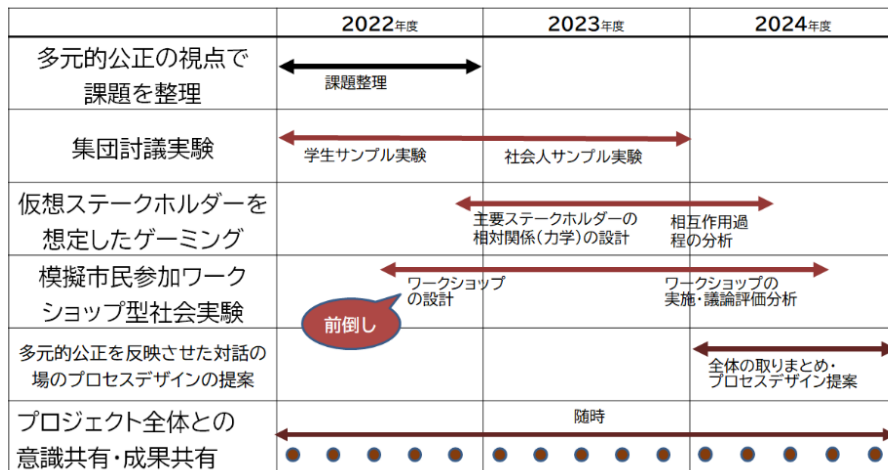 2022年度
2023年度
2024年度
多元的公正の視点で
課題を整理
課題整理
集団討議実験
学生サンプル実験
社会人サンプル実験
仮想ステークホルダーを
想定したゲーミング
主要ステークホルダーの
相対関係(力学)の設計
相互作用過
程の分析
模擬市民参加ワーク
ショップ型社会実験
ワークショップ
の設計
ワークショップの
実施・議論評価分析
前倒し
多元的公正を反映させた対話の
場のプロセスデザインの提案
全体の取りまとめ・
プロセスデザイン提案
プロジェクト全体との
意識共有・成果共有
随時